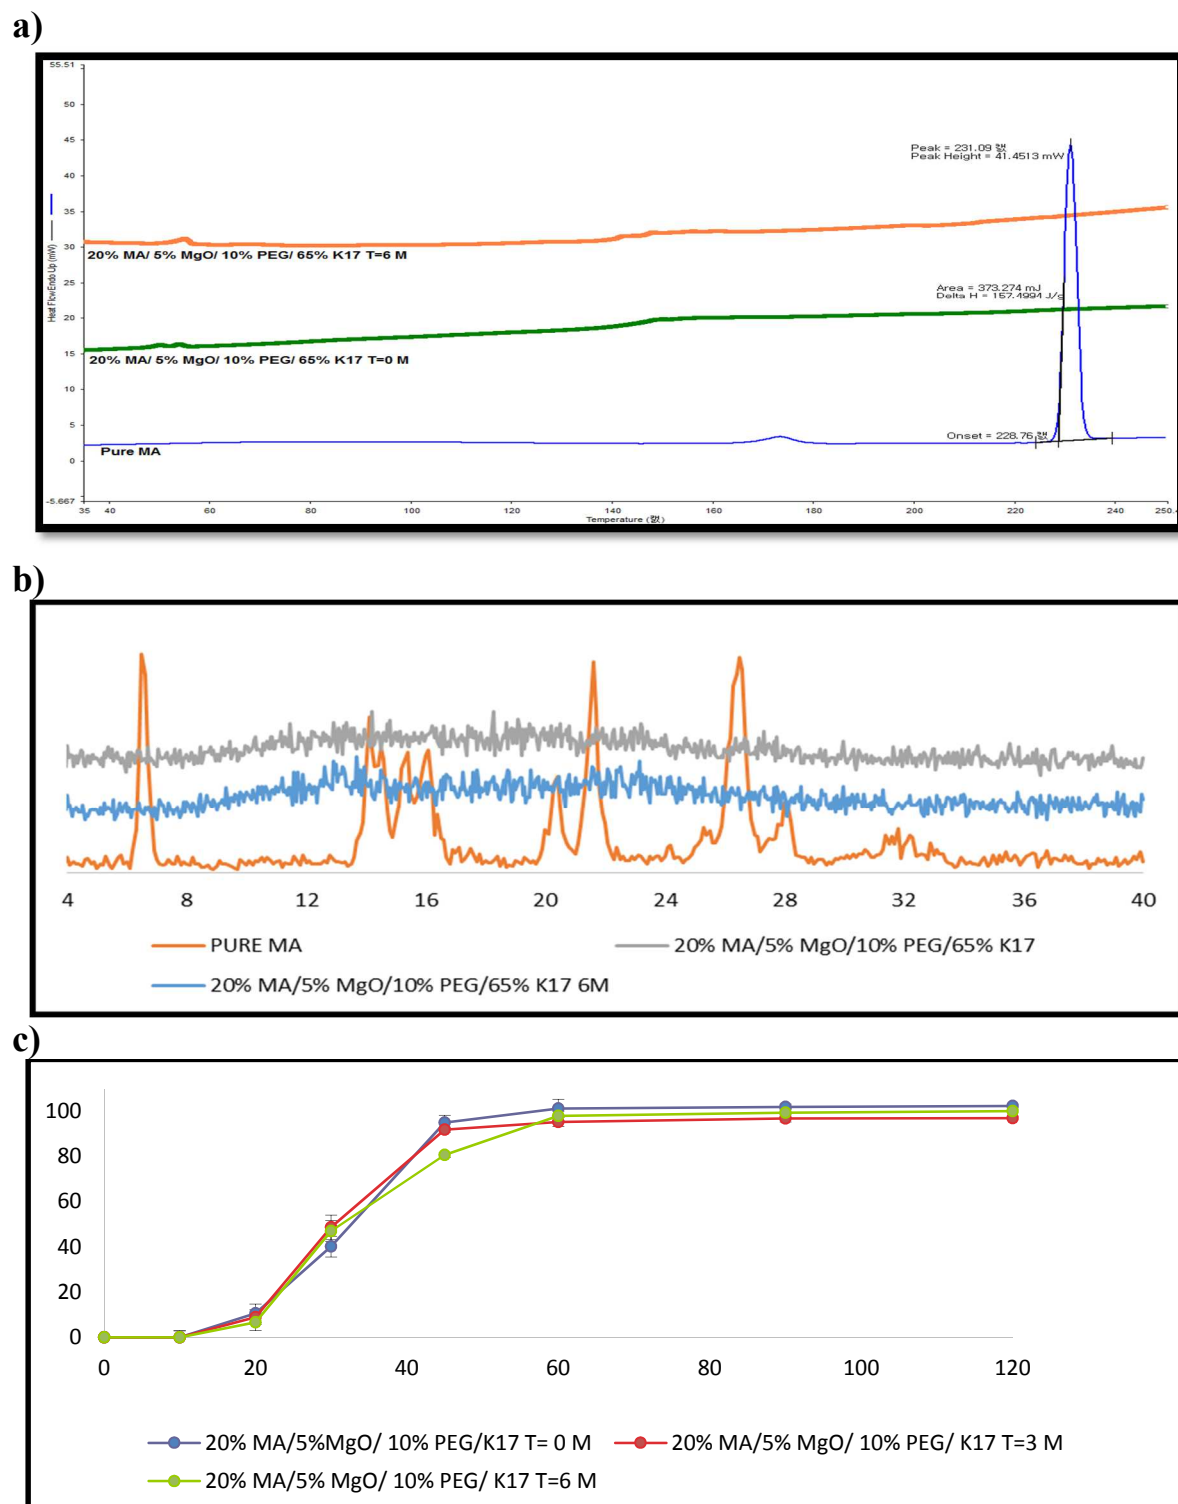 a)
55.51
50
45
40
35
30
25
20
15
10
5
0
-5.667
Heat Flow Endo Up (mW)
Peak = 231.09 캜
Peak Height = 41.4513 mW
20% MA/ 5% MgO/ 10% PEG/ 65% K17 T=6 M
Area = 373.274 mJ
Delta H = 157.4994 J/g
20% MA/ 5% MgO/ 10% PEG/ 65% K17 T=0 M
Onset = 228.76 캜
Pure MA
35 40 60 80 100 120 140 160 180 200 220 240
Temperature
b)
4 8 12 16 20 24 28 32 36 40
PURE MA
20% MA/5% MgO/10% PEG/65% K17
20% MA/5% MgO/10% PEG/65% K17 6M
c)
100
80
60
40
20
0
0 20 40 60 80 100 120
20% MA/5%MgO/ 10% PEG/K17 T= 0 M
20% MA/5% MgO/ 10% PEG/ K17 T=3 M
20% MA/5% MgO/ 10% PEG/ K17 T=6 M